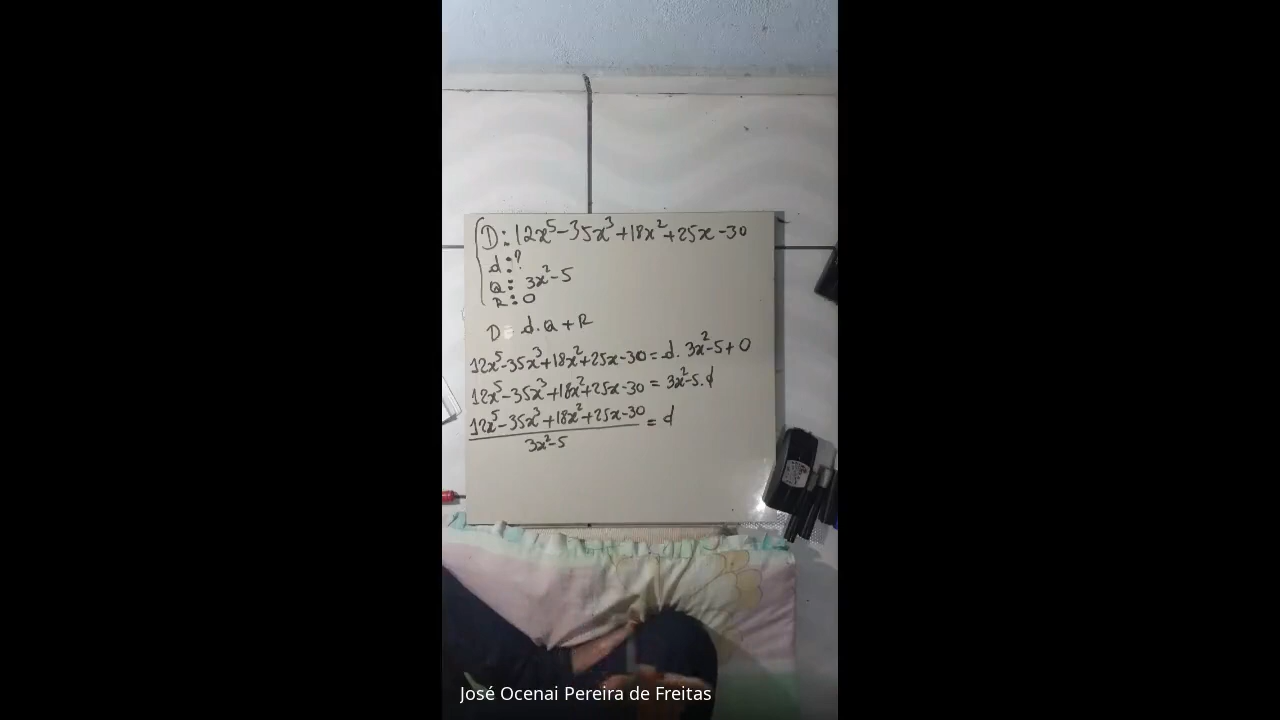 D: 12x⁵-35x³+18x²+25x-30
d:?
Q: 3x²-5
R: 0
D= d.Q+R
12x⁵-35x³+18x²+25x-30=d. 3x²-5+0
12x⁵-35x³+18x²+25x-30 = 3x²-5.d
12x⁵-35x³+18x²+25x-30 = d
3x²-5
José Ocenai Pereira de Freitas